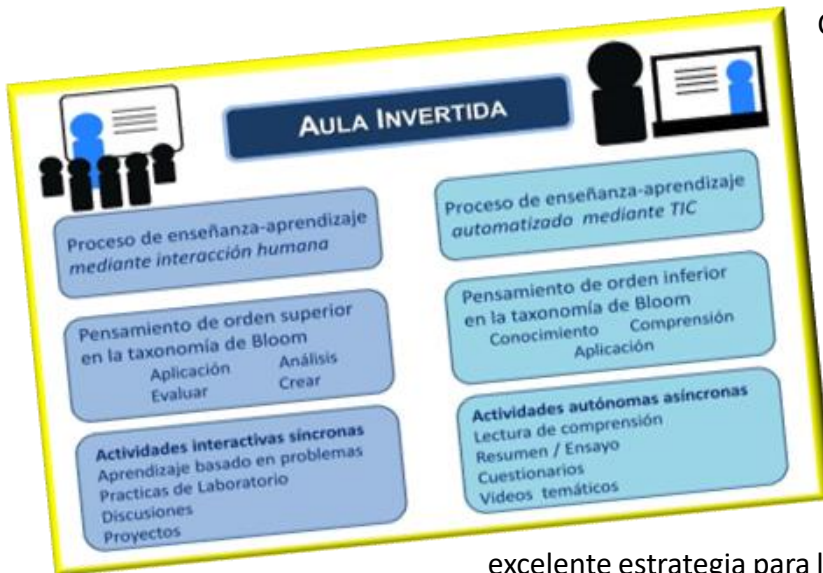 AULA INVERTIDA
Proceso de enseñanza-aprendizaje
mediante interacción humana
Pensamiento de orden superior
en la taxonomía de Bloom
Aplicación Análisis
Evaluar Crear
Actividades interactivas síncronas
Aprendizaje basado en problemas
Practicas de Laboratorio
Discusiones
Proyectos
Proceso de enseñanza-aprendizaje
automatizado mediante TIC
Pensamiento de orden inferior
en la taxonomía de Bloom
Conocimiento Comprensión
Aplicación
Actividades autónomas asíncronas
Lectura de comprensión
Resumen / Ensayo
Cuestionarios
Videos temáticos
excelente estrategia para